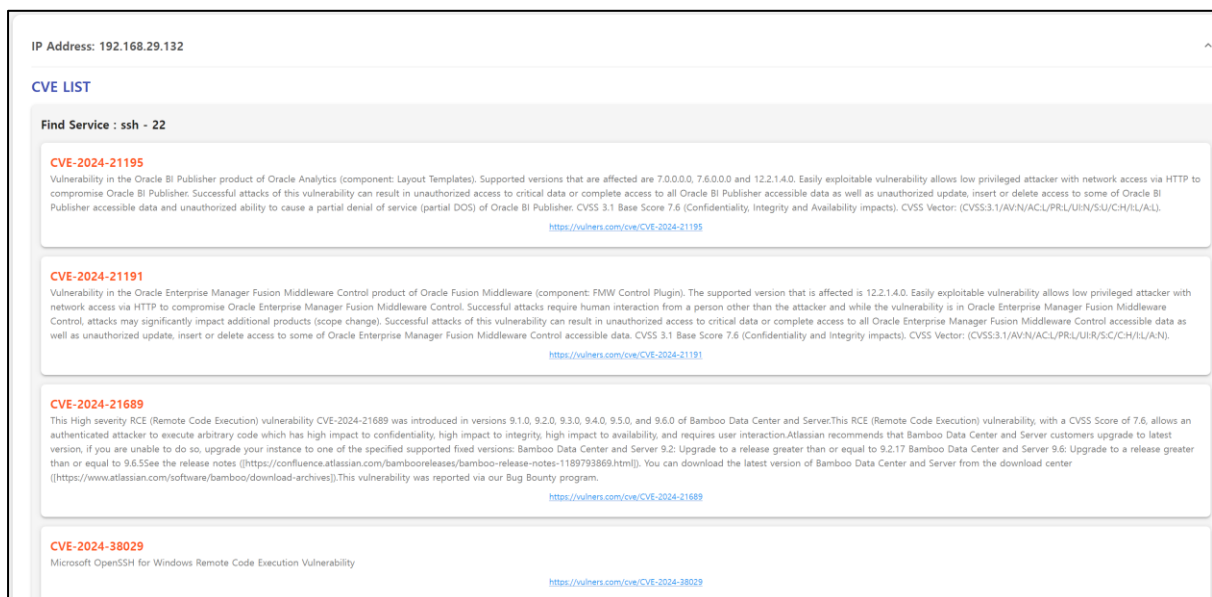 IP Address: 192.168.29.132
CVE LIST
Find Service : ssh - 22
CVE-2024-21195
Vulnerability in the Oracle BI Publisher product of Oracle Analytics (component: Layout Templates). Supported versions that are affected are 7.0.0.0.0, 7.6.0.0.0 and 12.2.1.4.0. Easily exploitable vulnerability allows low privileged attacker with network access via HTTP to
compromise Oracle BI Publisher. Successful attacks of this vulnerability can result in unauthorized access to critical data or complete access to all Oracle BI Publisher accessible data as well as unauthorized update, insert or delete access to some of Oracle BI
Publisher accessible data and unauthorized ability to cause a partial denial of service (partial DOS) of Oracle BI Publisher. CVSS 3.1 Base Score 7.6 (Confidentiality, Integrity and Availability impacts). CVSS Vector: (CVSS:3.1/AV:N/AC:L/PR:L/UI:N/S:U/C:H/I:L/A:L).
https://vulners.com/cve/CVE-2024-21195
CVE-2024-21191
Vulnerability in the Oracle Enterprise Manager Fusion Middleware Control product of Oracle Fusion Middleware (component: FMW Control Plugin). The supported version that is affected is 12.2.1.4.0. Easily exploitable vulnerability allows low privileged attacker with
network access via HTTP to compromise Oracle Enterprise Manager Fusion Middleware Control. Successful attacks require human interaction from a person other than the attacker and while the vulnerability is in Oracle Enterprise Manager Fusion Middleware
Control, attacks may significantly impact additional products (scope change). Successful attacks of this vulnerability can result in unauthorized access to critical data or complete access to all Oracle Enterprise Manager Fusion Middleware Control accessible data as
well as unauthorized update, insert or delete access to some of Oracle Enterprise Manager Fusion Middleware Control accessible data. CVSS 3.1 Base Score 7.6 (Confidentiality and Integrity impacts). CVSS Vector: (CVSS:3.1/AV:N/AC:L/PR:L/UI:R/S:C/C:H/I:L/A:N).
https://vulners.com/cve/CVE-2024-21191
CVE-2024-21689
This High severity RCE (Remote Code Execution) vulnerability CVE-2024-21689 was introduced in versions 9.1.0, 9.2.0, 9.3.0, 9.4.0, 9.5.0, and 9.6.0 of Bamboo Data Center and Server.This RCE (Remote Code Execution) vulnerability, with a CVSS Score of 7.6, allows an
authenticated attacker to execute arbitrary code which has high impact to confidentiality, high impact to integrity, high impact to availability, and requires user interaction.Atlassian recommends that Bamboo Data Center and Server customers upgrade to latest
version, if you are unable to do so, upgrade your instance to one of the specified supported fixed versions: Bamboo Data Center and Server 9.2: Upgrade to a release greater than or equal to 9.2.17 Bamboo Data Center and Server 9.6: Upgrade to a release greater
than or equal to 9.6.5See the release notes ([https://confluence.atlassian.com/bambooreleases/bamboo-release-notes-1189793869.html]). You can download the latest version of Bamboo Data Center and Server from the download center
([https://www.atlassian.com/software/bamboo/download-archives]).This vulnerability was reported via our Bug Bounty program.
https://vulners.com/cve/CVE-2024-21689
CVE-2024-38029
Microsoft OpenSSH for Windows Remote Code Execution Vulnerability
https://vulners.com/cve/CVE-2024-38029